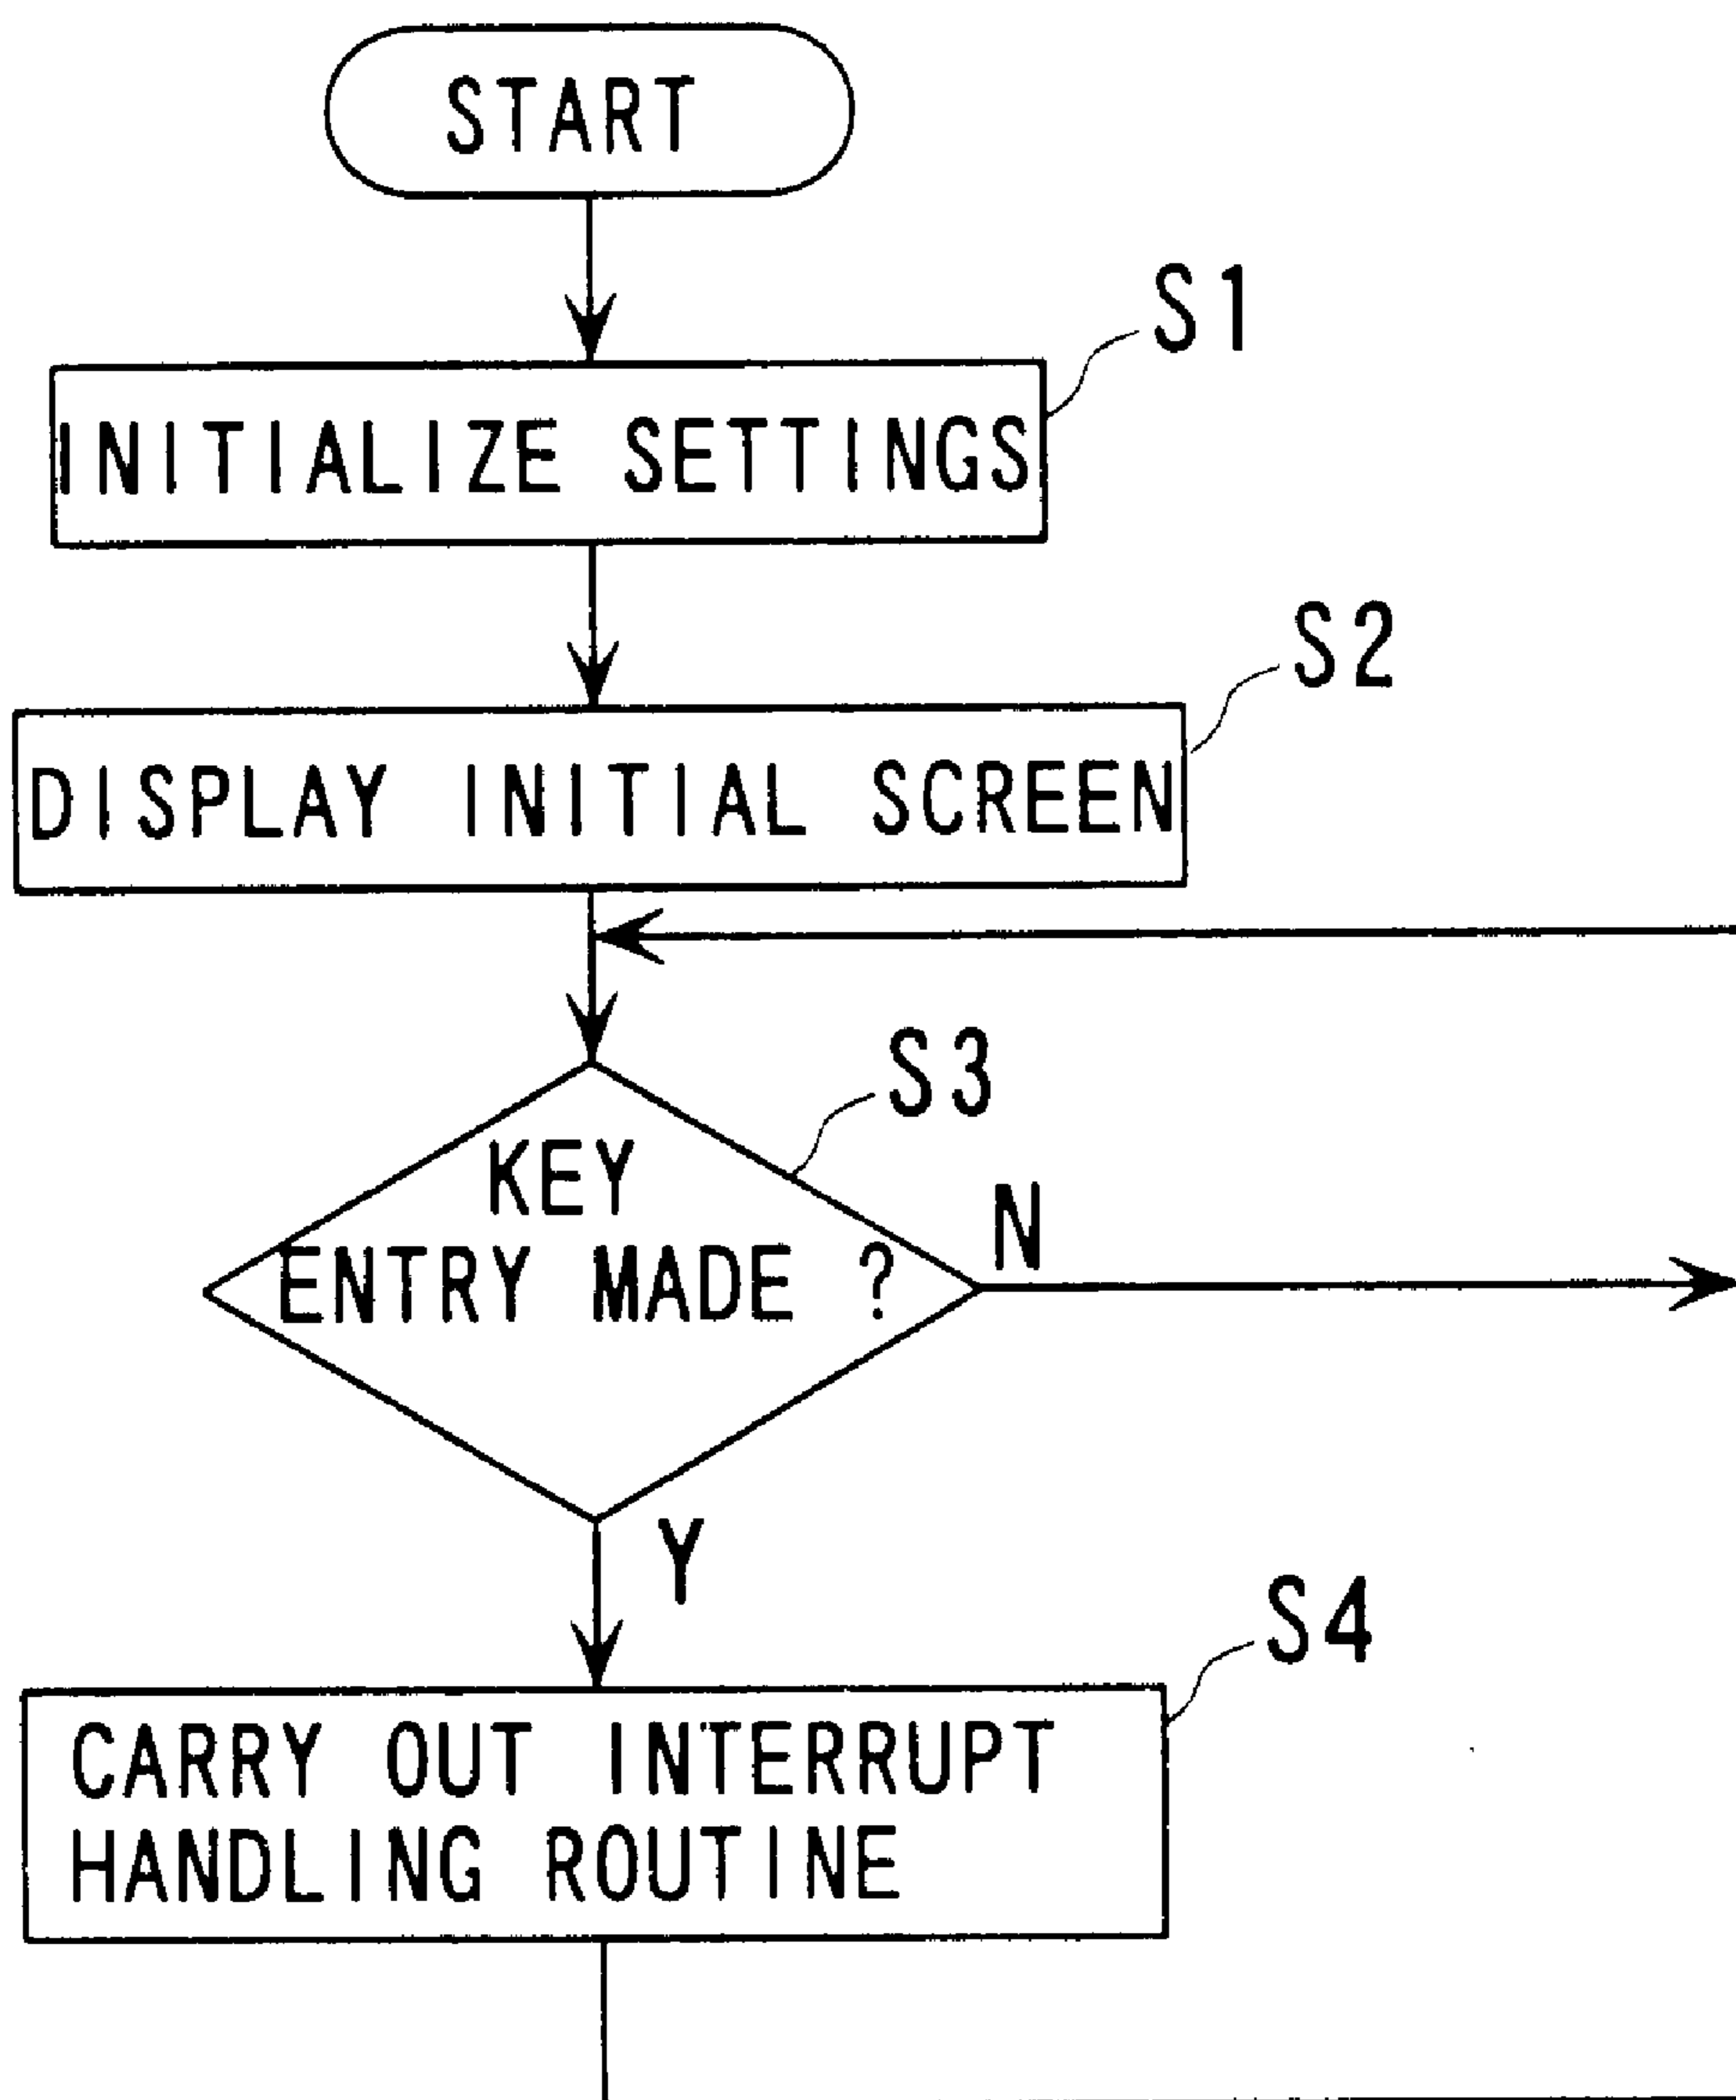 START
S1
INITIALIZE SETTINGS
S2
DISPLAY INITIAL SCREEN
S3
KEY
ENTRY MADE ?
N
Y
S4
CARRY OUT INTERRUPT
HANDLING ROUTINE